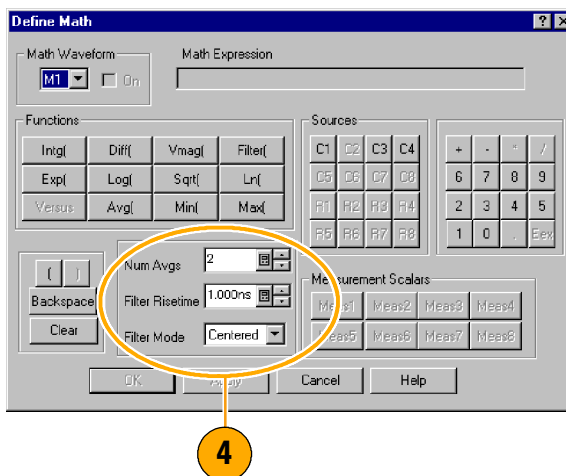 Define Math
? ×
Math Waveform
Math Expression
M1
On
Functions
Intg( Diff( Vmag( Filter(
Exp( Log( Sqrt( Ln(
Versus Avg( Min( Max(
Sources
C1 C2 C3 C4
C5 C6 C7 C8
R1 R2 R3 R4
R5 R6 R7 R8
+ - * /
6 7 8 9
2 3 4 5
1 0 . Eex
( )
Backspace
Clear
Num Avgs 2
Filter Risetime 1.000ns
Filter Mode Centered
Measurement Scalars
Meas1 Meas2 Meas3 Meas4
Meas5 Meas6 Meas7 Meas8
OK Apply Cancel Help
4